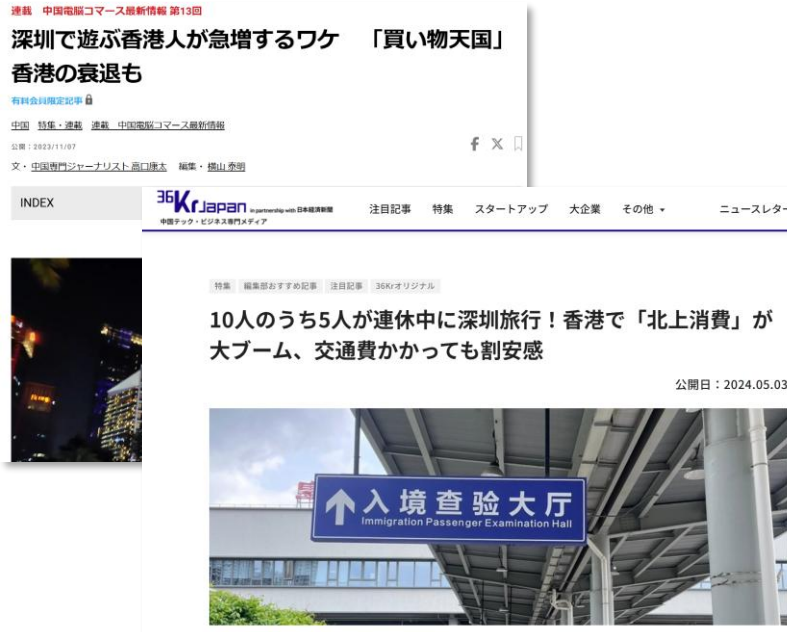 連載　中国電脳コマース最新情報 第13回
深圳で遊ぶ香港人が急増するワケ　「買い物天国」
香港の衰退も
有料会員限定記事
中国　特集・連載　連載　中国電脳コマース最新情報
公開：2023/11/07
文・中国専門ジャーナリスト 高口康太　編集・横山 泰明
INDEX
36Kr Japan in partnership with 日本経済新聞
中国テック・ビジネス専門メディア
注目記事　特集　スタートアップ　大企業　その他　ニュースレター
特集　編集部おすすめ記事　注目記事　36Krオリジナル
10人のうち5人が連休中に深圳旅行！香港で「北上消費」が
大ブーム、交通費かかっても割安感
公開日：2024.05.03
入境查验大厅
Immigration Passenger Examination Hall